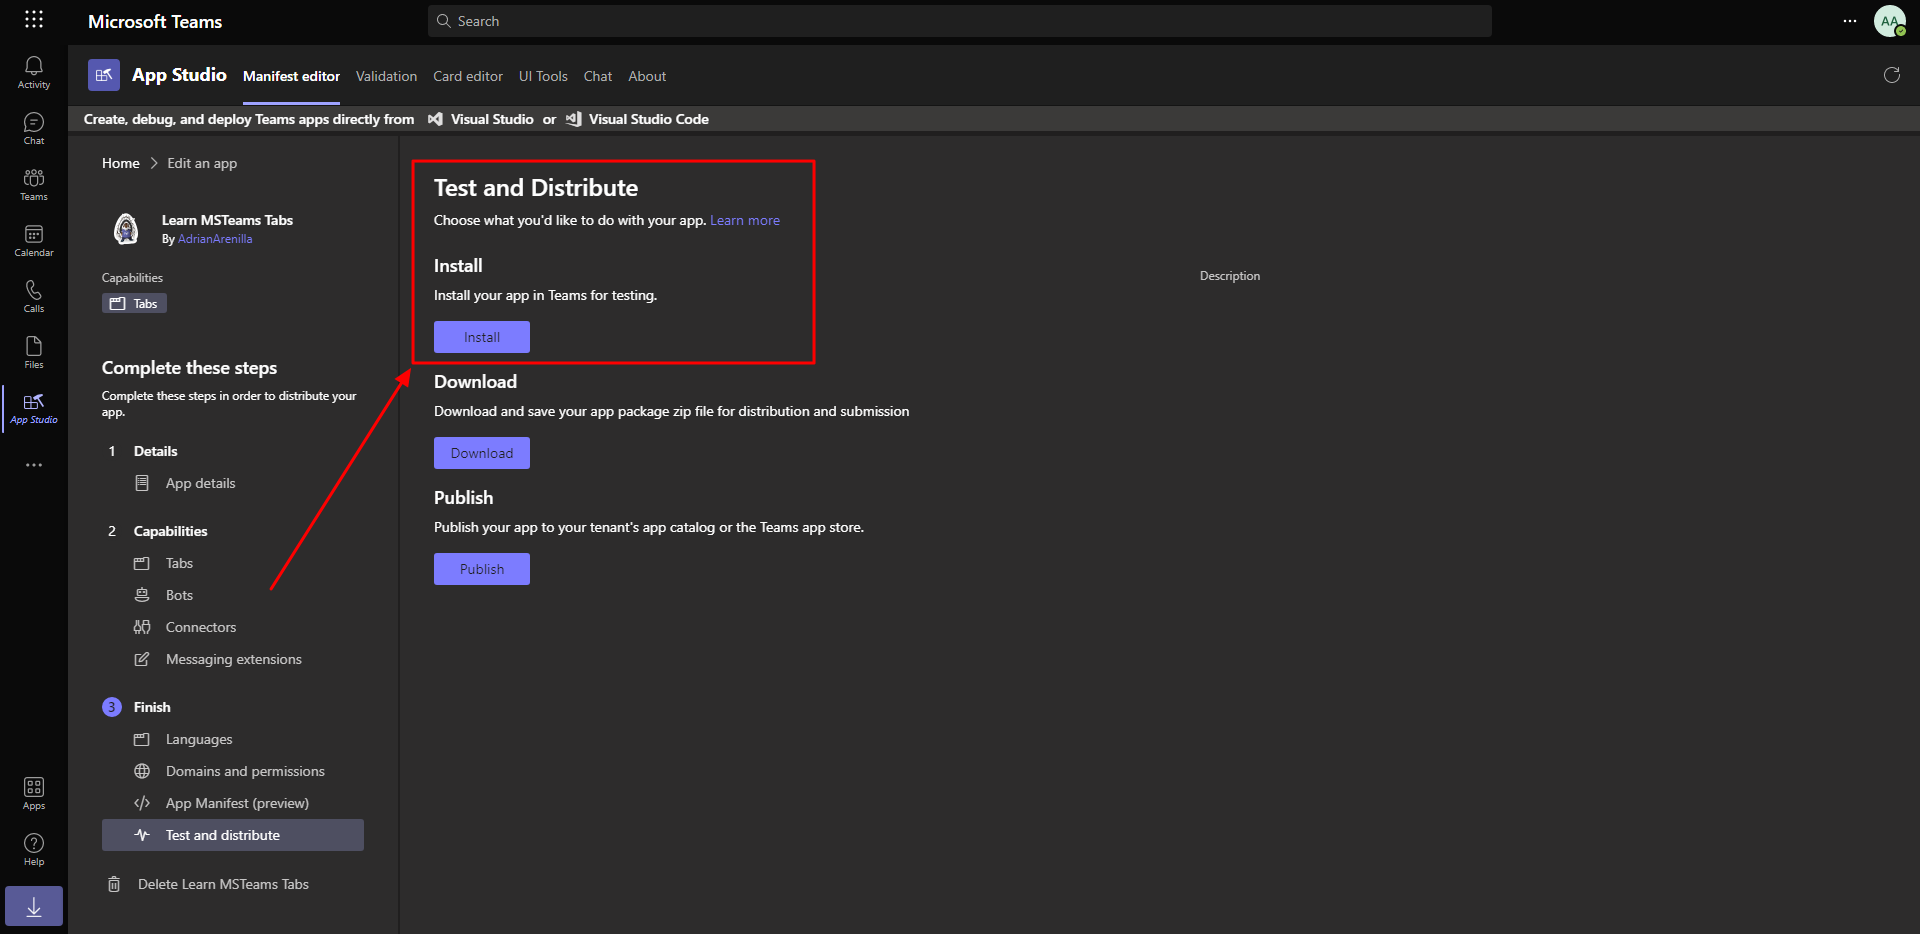 Microsoft Teams
Search
AA
Activity
Chat
Teams
Calendar
Calls
Files
App Studio
Apps
Help
App Studio
Manifest editor
Validation
Card editor
UI Tools
Chat
About
Create, debug, and deploy Teams apps directly from Visual Studio or Visual Studio Code
Home > Edit an app
Learn MSTeams Tabs
By AdrianArenilla
Capabilities
Tabs
Complete these steps
Complete these steps in order to distribute your
app.
1 Details
App details
2 Capabilities
Tabs
Bots
Connectors
Messaging extensions
3 Finish
Languages
Domains and permissions
App Manifest (preview)
Test and distribute
Delete Learn MSTeams Tabs
Test and Distribute
Choose what you'd like to do with your app. Learn more
Install
Install your app in Teams for testing.
Install
Download
Download and save your app package zip file for distribution and submission
Download
Publish
Publish your app to your tenant's app catalog or the Teams app store.
Publish
Description